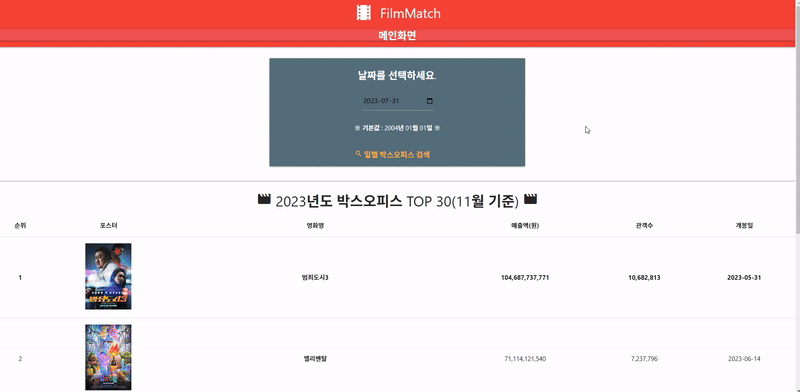 FilmMatch
메인화면
날짜를 선택하세요.
2023-07-31
※ 기본값 : 2004년 01월 01일 ※
일별 박스오피스 검색
2023년도 박스오피스 TOP 30(11월 기준)
순위 포스터 영화명 매출액(원) 관객수 개봉일
범죄도시3
1 범죄도시3 104,687,737,771 10,682,813 2023-05-31
2 엘리멘탈 71,114,121,540 7,237,796 2023-06-14